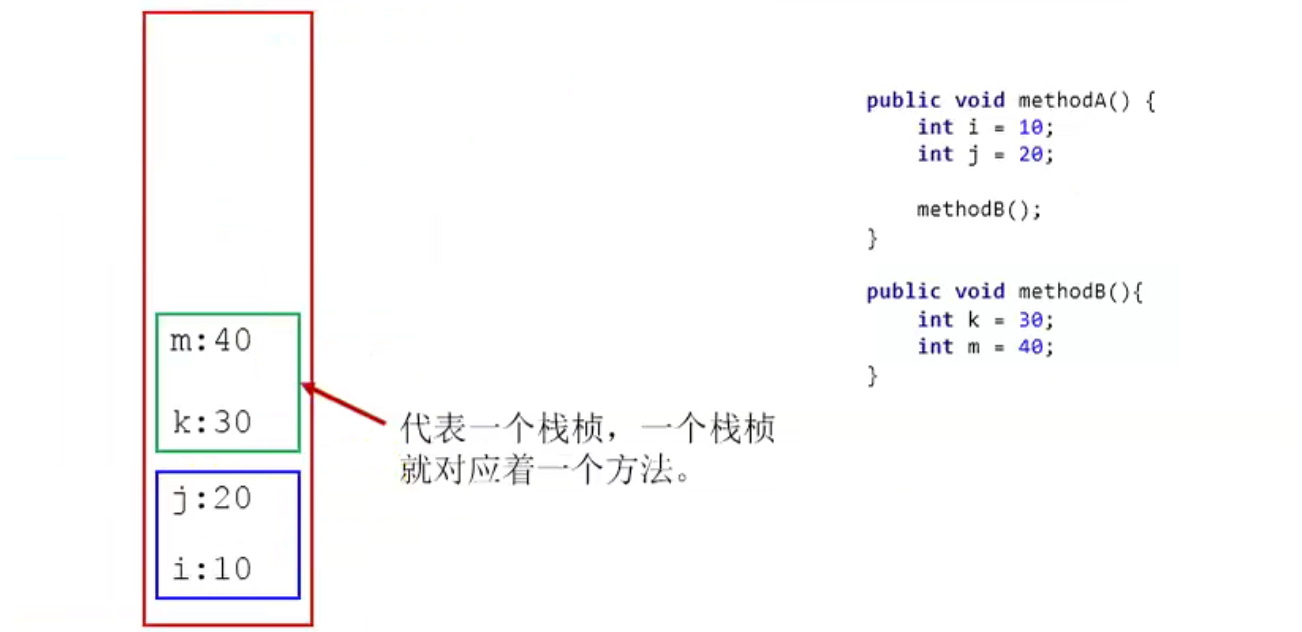 m:40
k:30
j:20
i:10
代表一个栈桢，一个栈桢
就对应着一个方法。
public void methodA() {
    int i = 10;
    int j = 20;
    methodB();
}
public void methodB(){
    int k = 30;
    int m = 40;
}